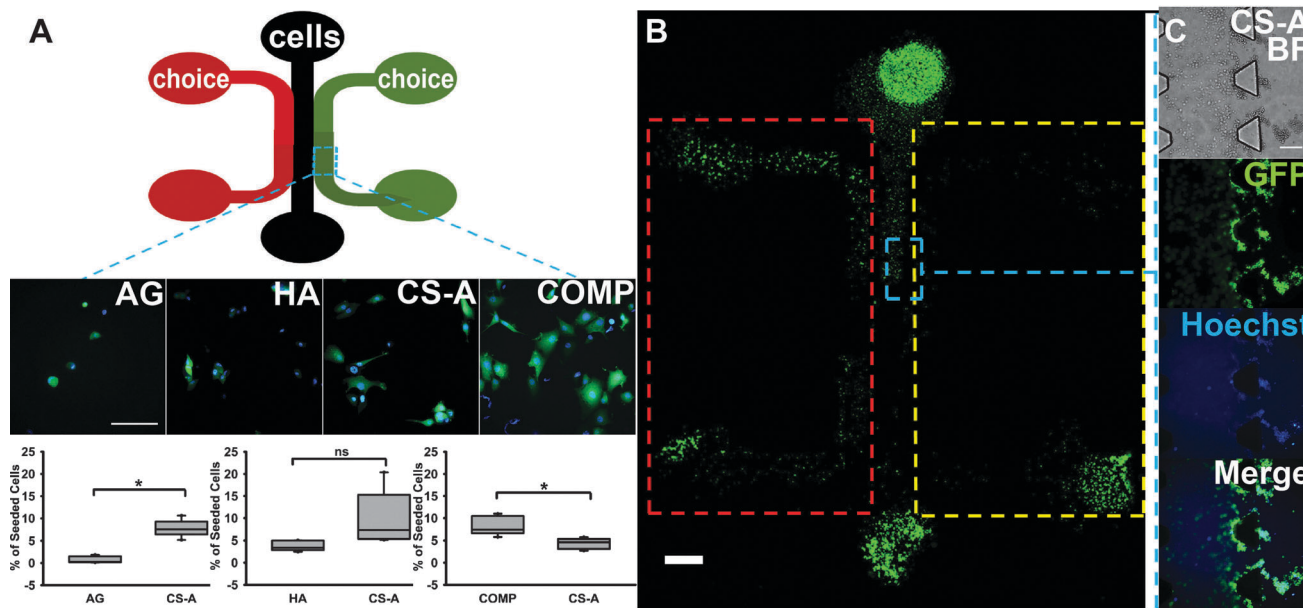 A
cells
choice choice
AG HA CS-A COMP
% of Seeded Cells
25
20
15
10
5
0
-5
*
AG CS-A
% of Seeded Cells
25
20
15
10
5
0
-5
ns
HA CS-A
% of Seeded Cells
25
20
15
10
5
0
-5
*
COMP CS-A
B
C
CS-A
BF
GFP
Hoechst
Merge